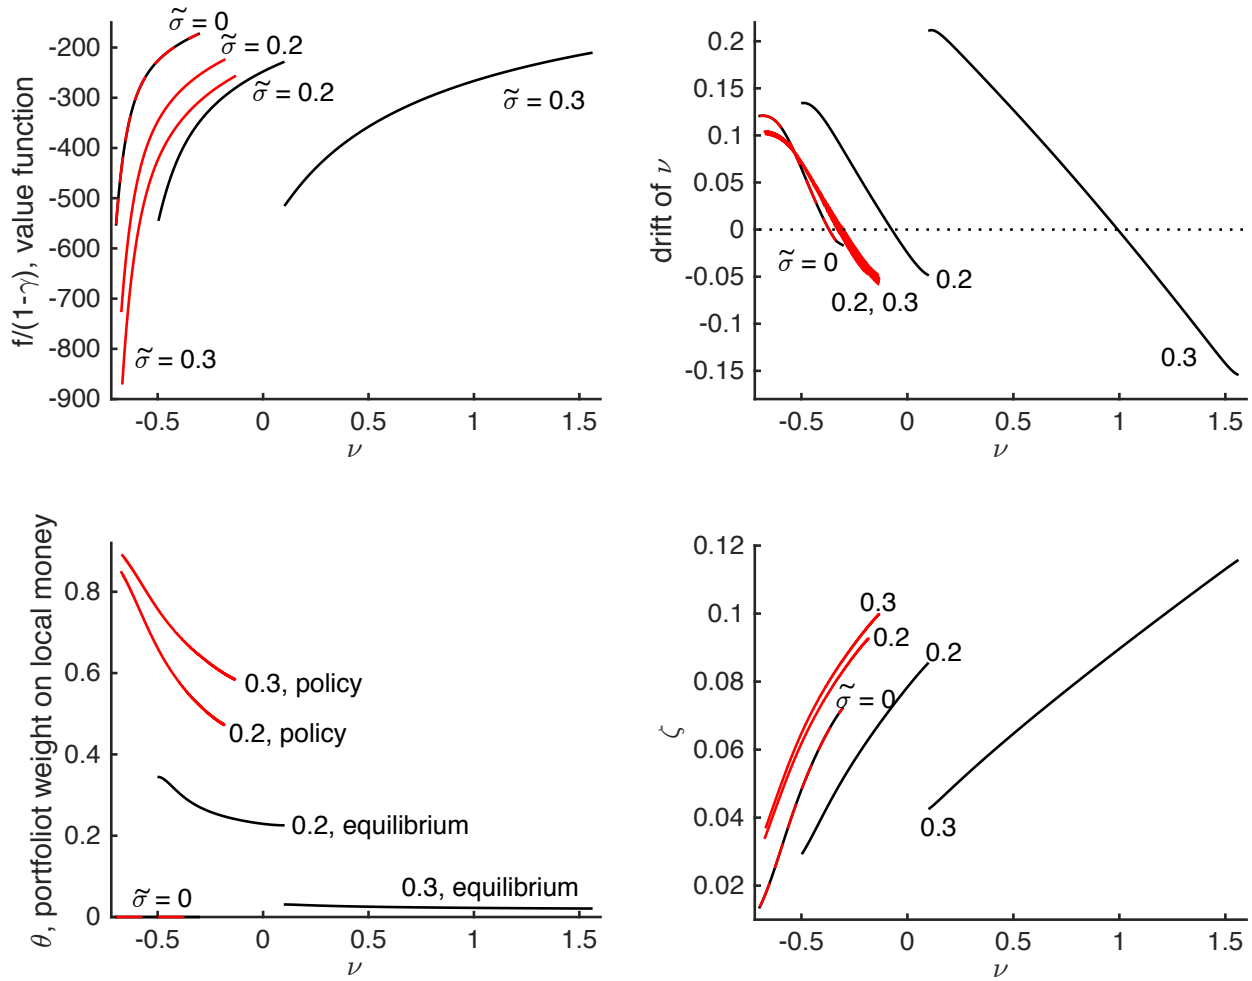 σ̃ = 0
σ̃ = 0.2
σ̃ = 0.2
σ̃ = 0.3
σ̃ = 0.3
-200
-300
-400
-500
-600
-700
-800
-900
-0.5 0 0.5 1 1.5
ν
f/(1-γ), value function
0.2
0.15
0.1
0.05
0
-0.05
-0.1
-0.15
σ̃ = 0
0.2
0.2, 0.3
0.3
-0.5 0 0.5 1 1.5
ν
drift of ν
0.8
0.6
0.4
0.2
0
0.3, policy
0.2, policy
0.2, equilibrium
0.3, equilibrium
σ̃ = 0
-0.5 0 0.5 1 1.5
ν
θ, portfoliot weight on local money
0.12
0.1
0.08
0.06
0.04
0.02
0.3
0.2
0.2
σ̃ = 0
0.3
-0.5 0 0.5 1 1.5
ν
ζ